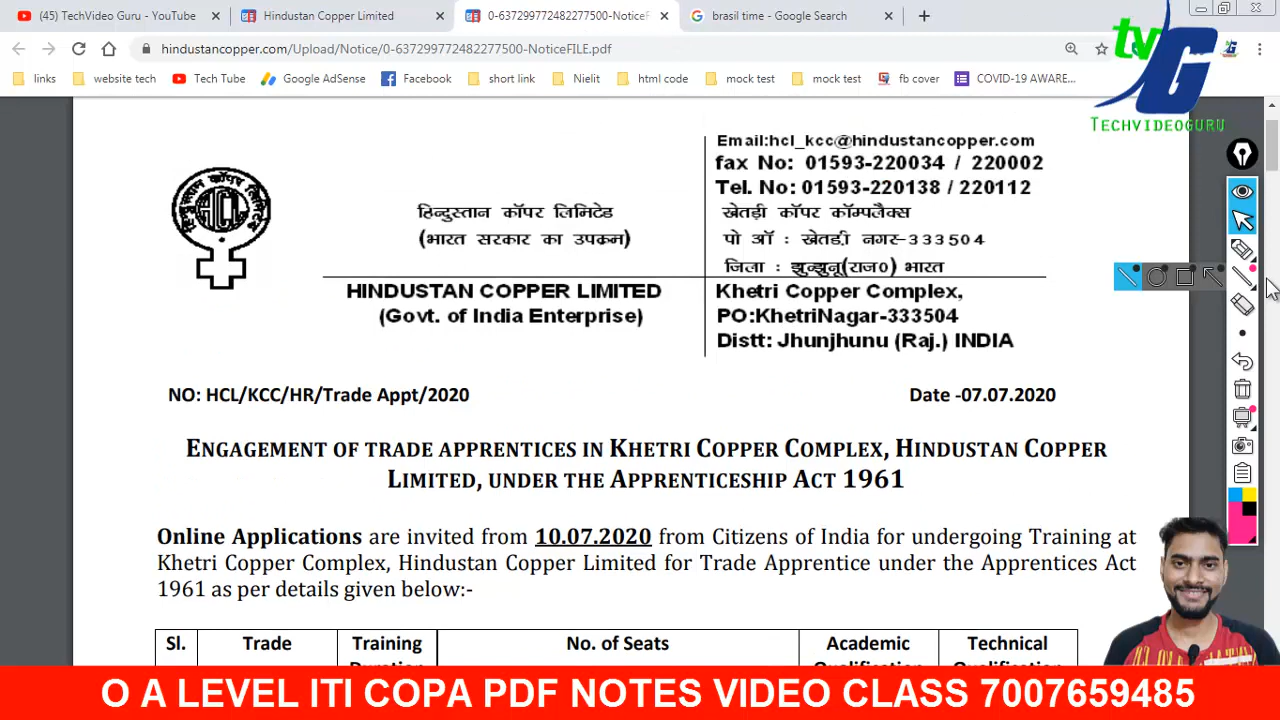 (45) TechVideo Guru - YouTube
Hindustan Copper Limited
0-637299772482277500-NoticeF
brasil time - Google Search
hindustancopper.com/Upload/Notice/0-637299772482277500-NoticeFILE.pdf
links
website tech
Tech Tube
Google AdSense
Facebook
short link
Nielit
html code
mock test
mock test
fb cover
COVID-19 AWARE...
tv G
TECHVIDEOGURU
Email:hcl_kcc@hindustancopper.com
fax No: 01593-220034 / 220002
Tel. No: 01593-220138 / 220112
हिन्दुस्तान कॉपर लिमिटेड
(भारत सरकार का उपक्रम)
खेतड़ी कॉपर कॉम्पलैक्स
पो ऑ : खेतड़ी नगर-333504
जिला : झुन्झुनू(राज0) भारत
HCL
HINDUSTAN COPPER LIMITED
(Govt. of India Enterprise)
Khetri Copper Complex,
PO:KhetriNagar-333504
Distt: Jhunjhunu (Raj.) INDIA
NO: HCL/KCC/HR/Trade Appt/2020
Date -07.07.2020
ENGAGEMENT OF TRADE APPRENTICES IN KHETRI COPPER COMPLEX, HINDUSTAN COPPER
LIMITED, UNDER THE APPRENTICESHIP ACT 1961
Online Applications are invited from 10.07.2020 from Citizens of India for undergoing Training at
Khetri Copper Complex, Hindustan Copper Limited for Trade Apprentice under the Apprentices Act
1961 as per details given below:-
Sl.
Trade
Training
Duration
No. of Seats
Academic
Qualification
Technical
Qualification
O A LEVEL ITI COPA PDF NOTES VIDEO CLASS 7007659485